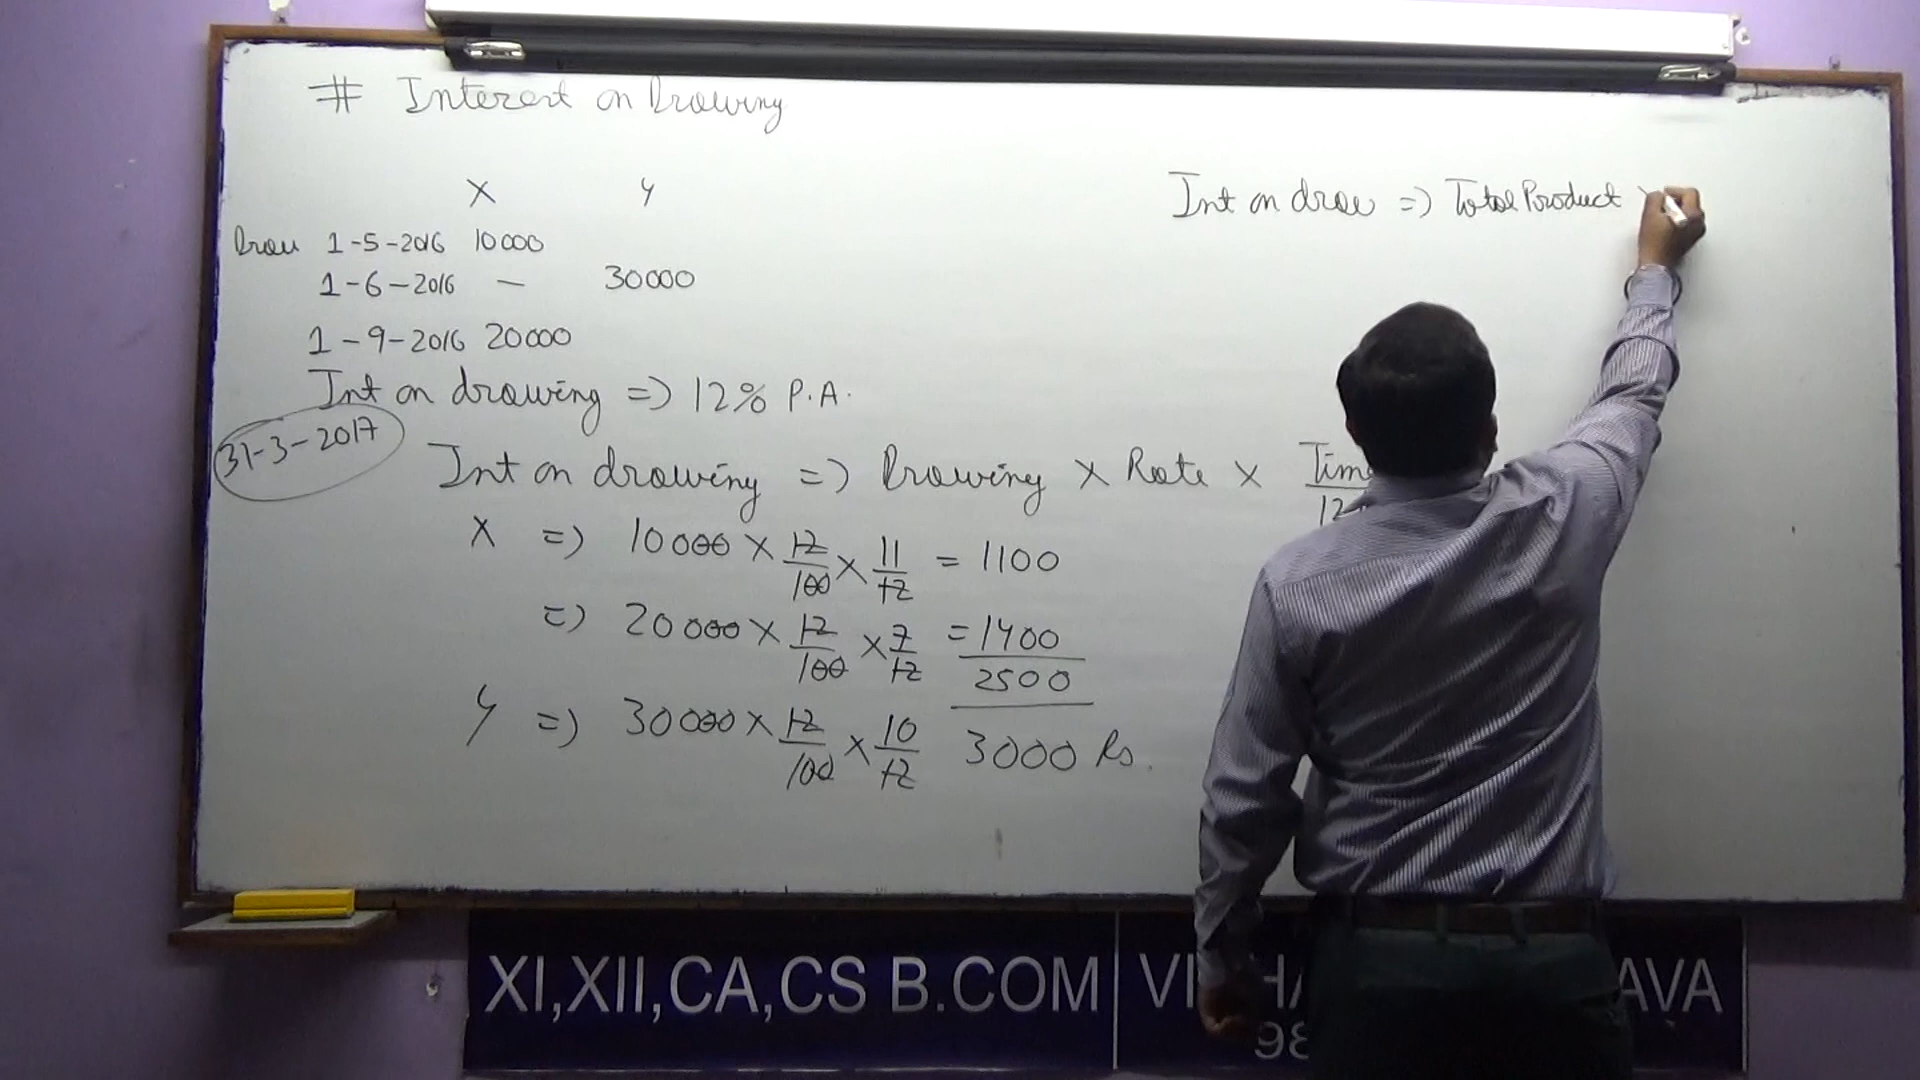 # Interest on Drawing
X Y
Draw 1-5-2016 10000
1-6-2016 — 30000
1-9-2016 20000
Int on drawing => 12% P.A.
31-3-2017
Int on drawing => Drawing × Rate × Time/12
X => 10000 × 12/100 × 11/12 = 1100
=> 20000 × 12/100 × 7/12 = 1400
2500
Y => 30000 × 12/100 × 10/12 3000 Rs.
Int on draw => Total Product ×
XI,XII,CA,CS B.COM